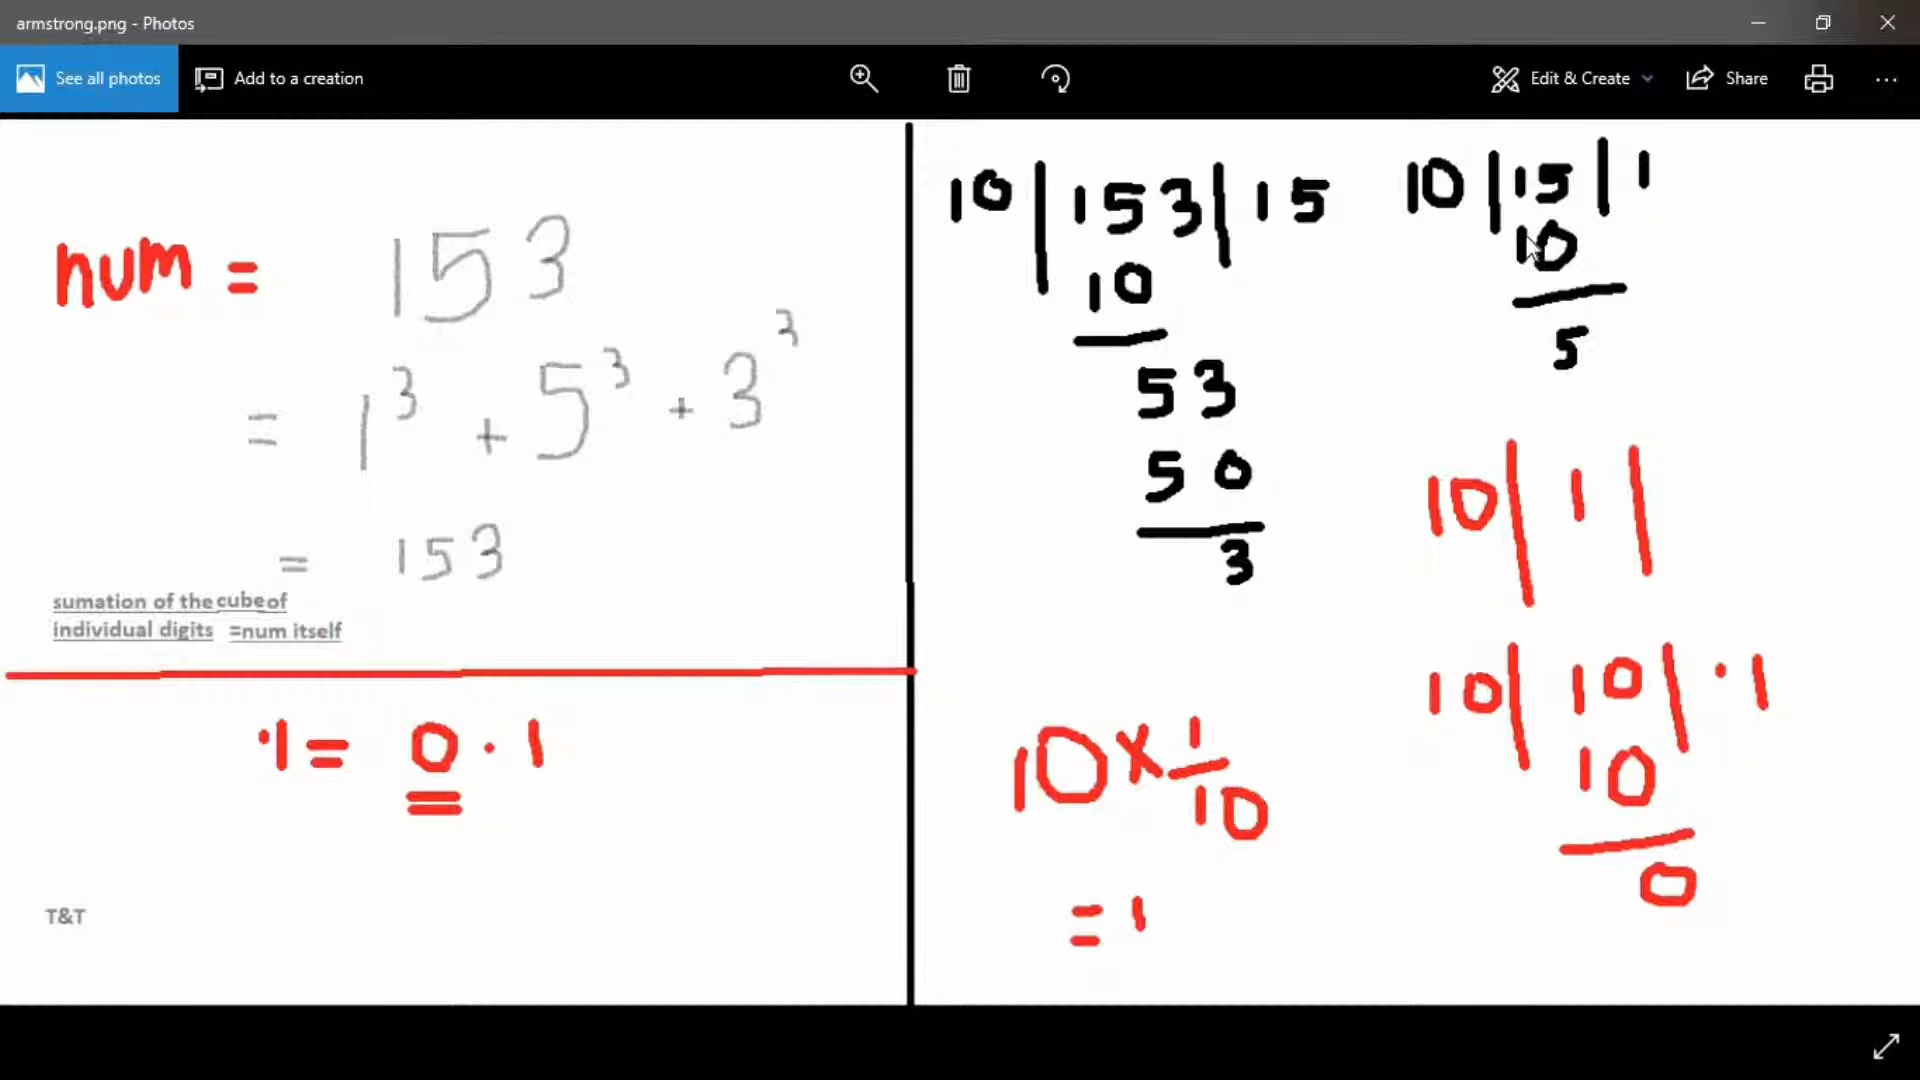 armstrong.png - Photos
See all photos
Add to a creation
Edit & Create
Share
num = 153
= 1³ + 5³ + 3³
= 153
sumation of the cube of
individual digits =num itself
·1 = 0·1
T&T
10 | 153 | 15
10
53
50
3
10 | 15 | 1
10
5
10 | 1 |
10 | 10 | ·1
10
0
10 × 1/10
= 1